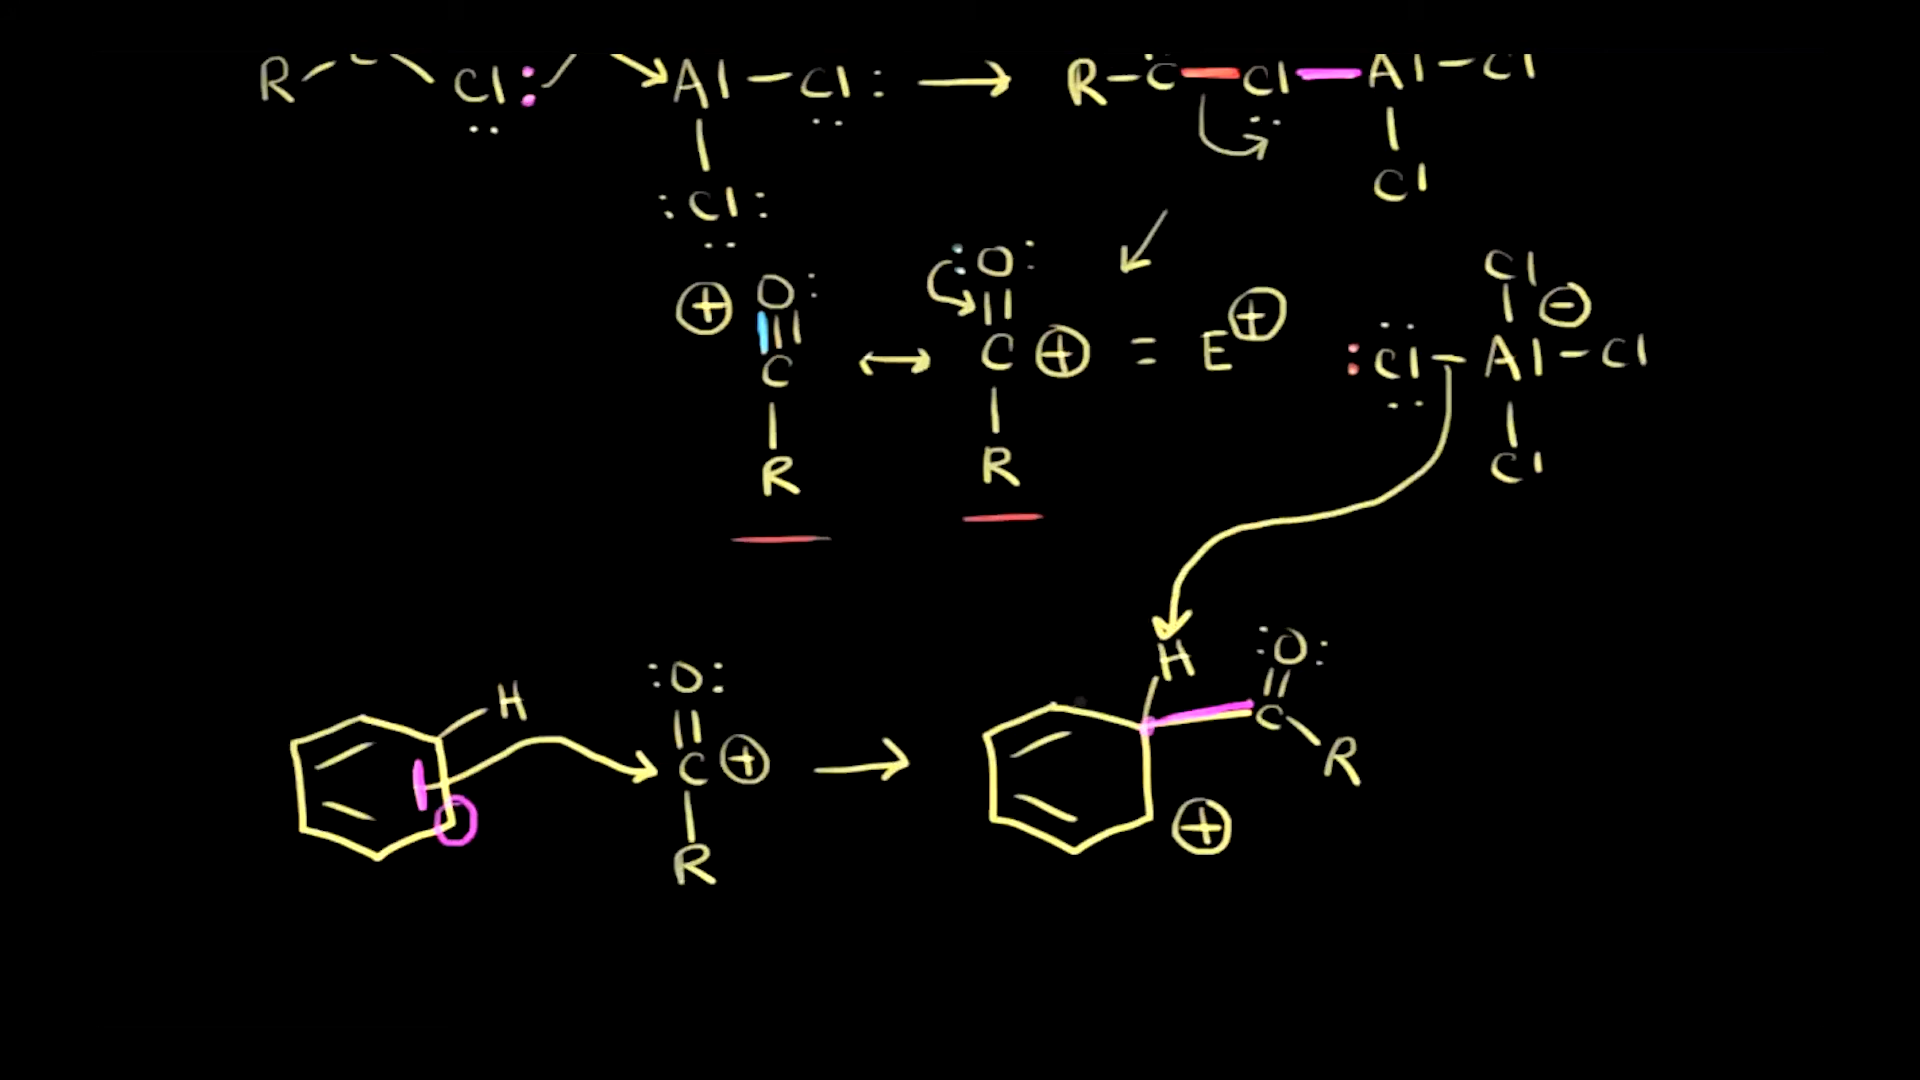 R C Cl: Al – Cl: → R – C – Cl – Al – Cl
:Cl: Cl
⊕ O: :O: Cl ⊖
C ↔ C ⊕ = E⊕ :Cl – Al – Cl
R R Cl
H :O: H :O:
C ⊕ → C
R ⊕ R